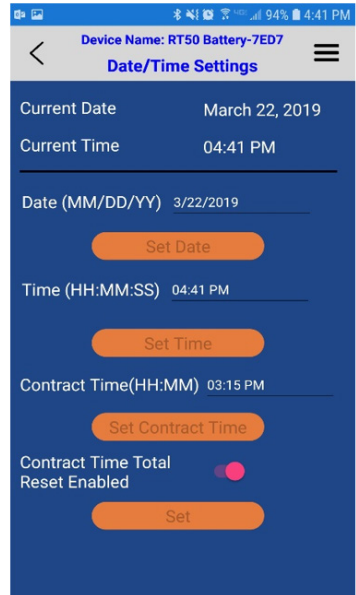 94% 4:41 PM
Device Name: RT50 Battery-7ED7
Date/Time Settings
Current Date March 22, 2019
Current Time 04:41 PM
Date (MM/DD/YY) 3/22/2019
Set Date
Time (HH:MM:SS) 04:41 PM
Set Time
Contract Time(HH:MM) 03:15 PM
Set Contract Time
Contract Time Total
Reset Enabled
Set